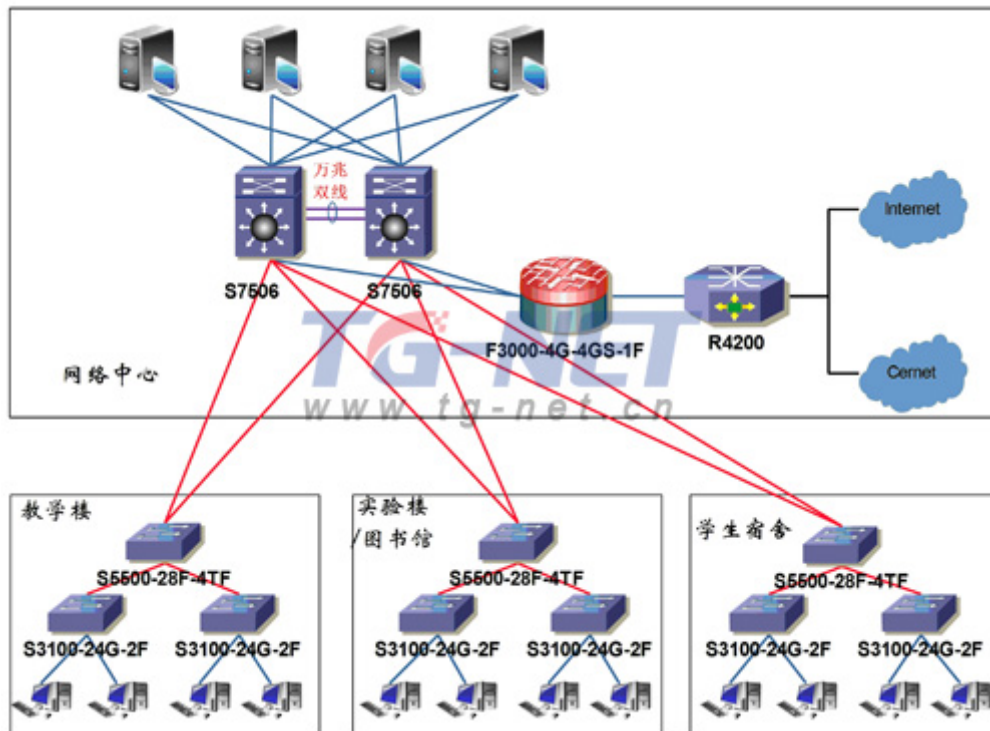 万兆
双线
S7506
S7506
Internet
F3000-4G-4GS-1F
R4200
TG-NET
www.tg-net.cn
网络中心
Cernet
教学楼
S5500-28F-4TF
S3100-24G-2F
S3100-24G-2F
实验楼
/图书馆
S5500-28F-4TF
S3100-24G-2F
S3100-24G-2F
学生宿舍
S5500-28F-4TF
S3100-24G-2F
S3100-24G-2F